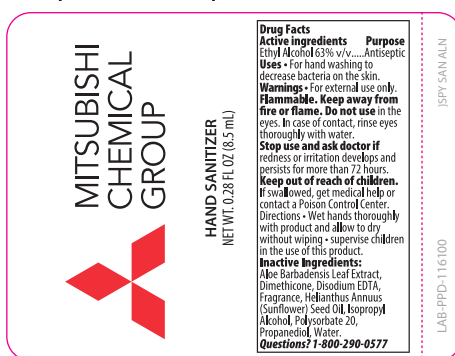 MITSUBISHI
CHEMICAL
GROUP
HAND SANITIZER
NET WT. 0.28 FL OZ (8.5 mL)
Drug Facts
Active ingredients Purpose
Ethyl Alcohol 63% v/v.....Antiseptic
Uses • For hand washing to
decrease bacteria on the skin.
Warnings • For external use only.
Flammable. Keep away from
fire or flame. Do not use in the
eyes. In case of contact, rinse eyes
thoroughly with water.
Stop use and ask doctor if
redness or irritation develops and
persists for more than 72 hours.
Keep out of reach of children.
If swallowed, get medical help or
contact a Poison Control Center.
Directions • Wet hands thoroughly
with product and allow to dry
without wiping • supervise children
in the use of this product.
Inactive Ingredients:
Aloe Barbadensis Leaf Extract,
Dimethicone, Disodium EDTA,
Fragrance, Helianthus Annuus
(Sunflower) Seed Oil, Isopropyl
Alcohol, Polysorbate 20,
Propanediol, Water.
Questions? 1-800-290-0577
LAB-PPD-116100
JSPY SAN ALN